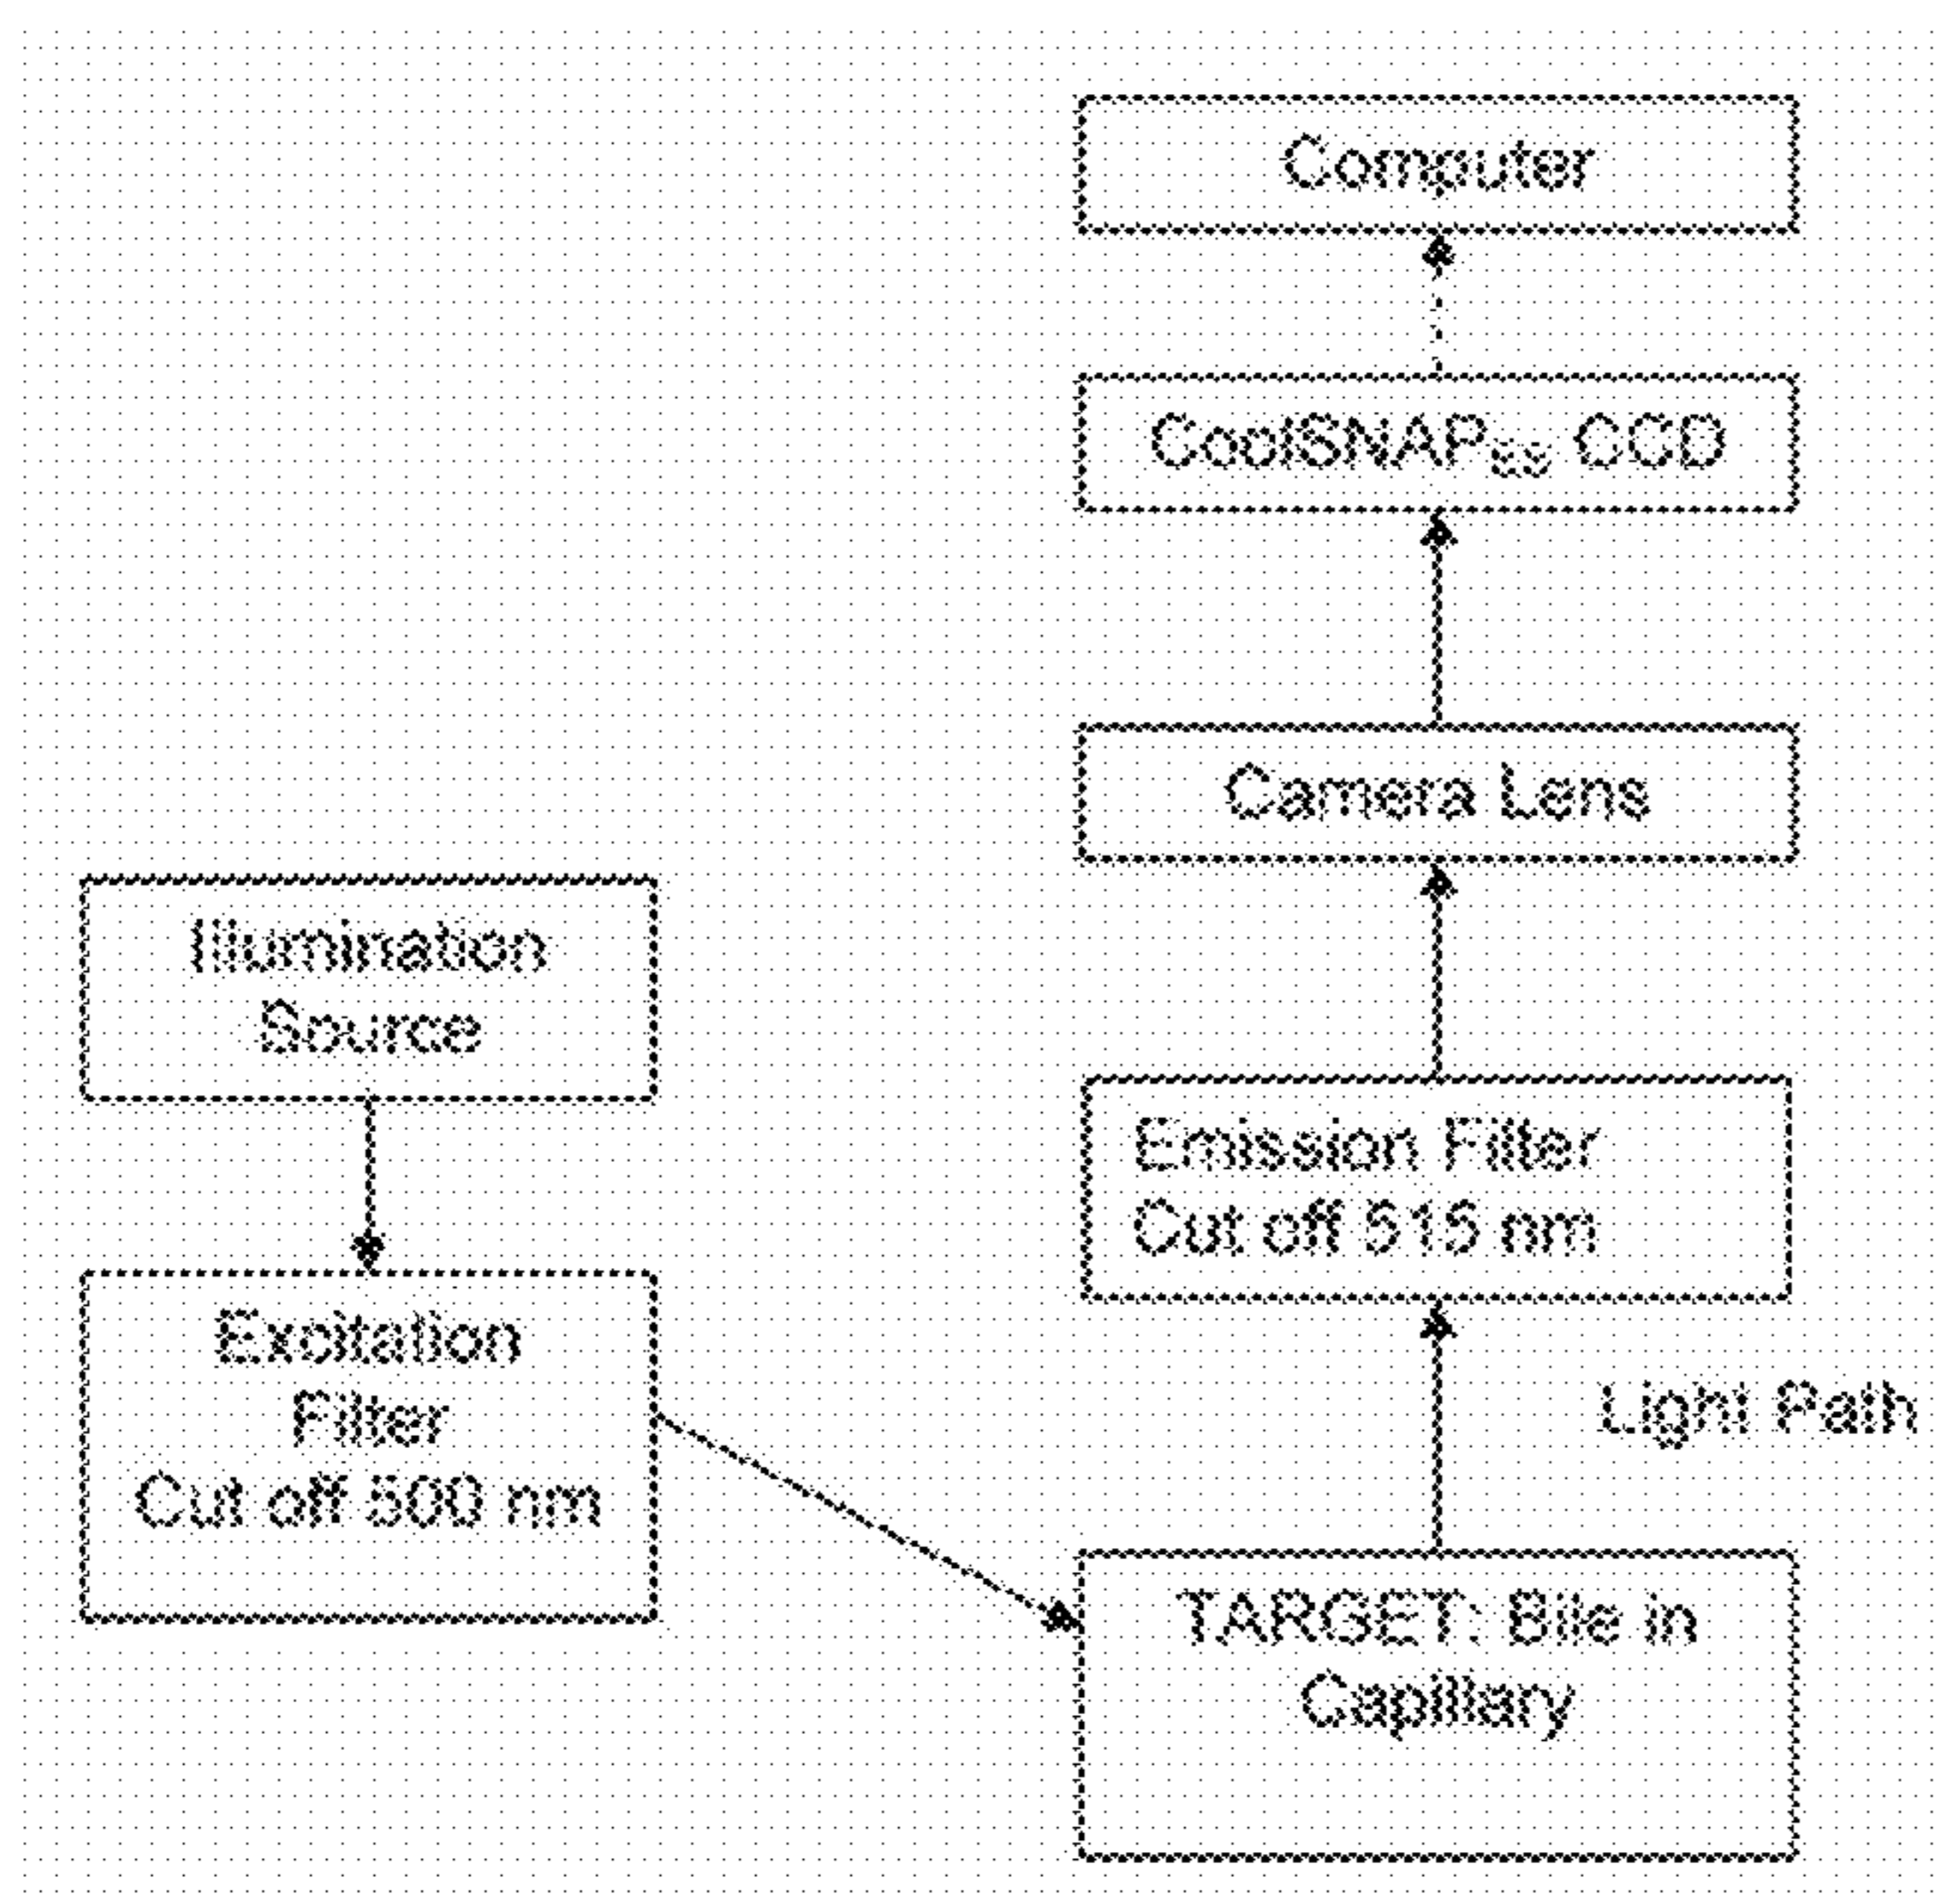 Computer
CoolSNAPES CCD
Camera Lens
Illumination
Source
Emission Filter
Cut off 515 nm
Excitation
Filter
Cut off 500 nm
Light Path
TARGET: Bile in
Capillary